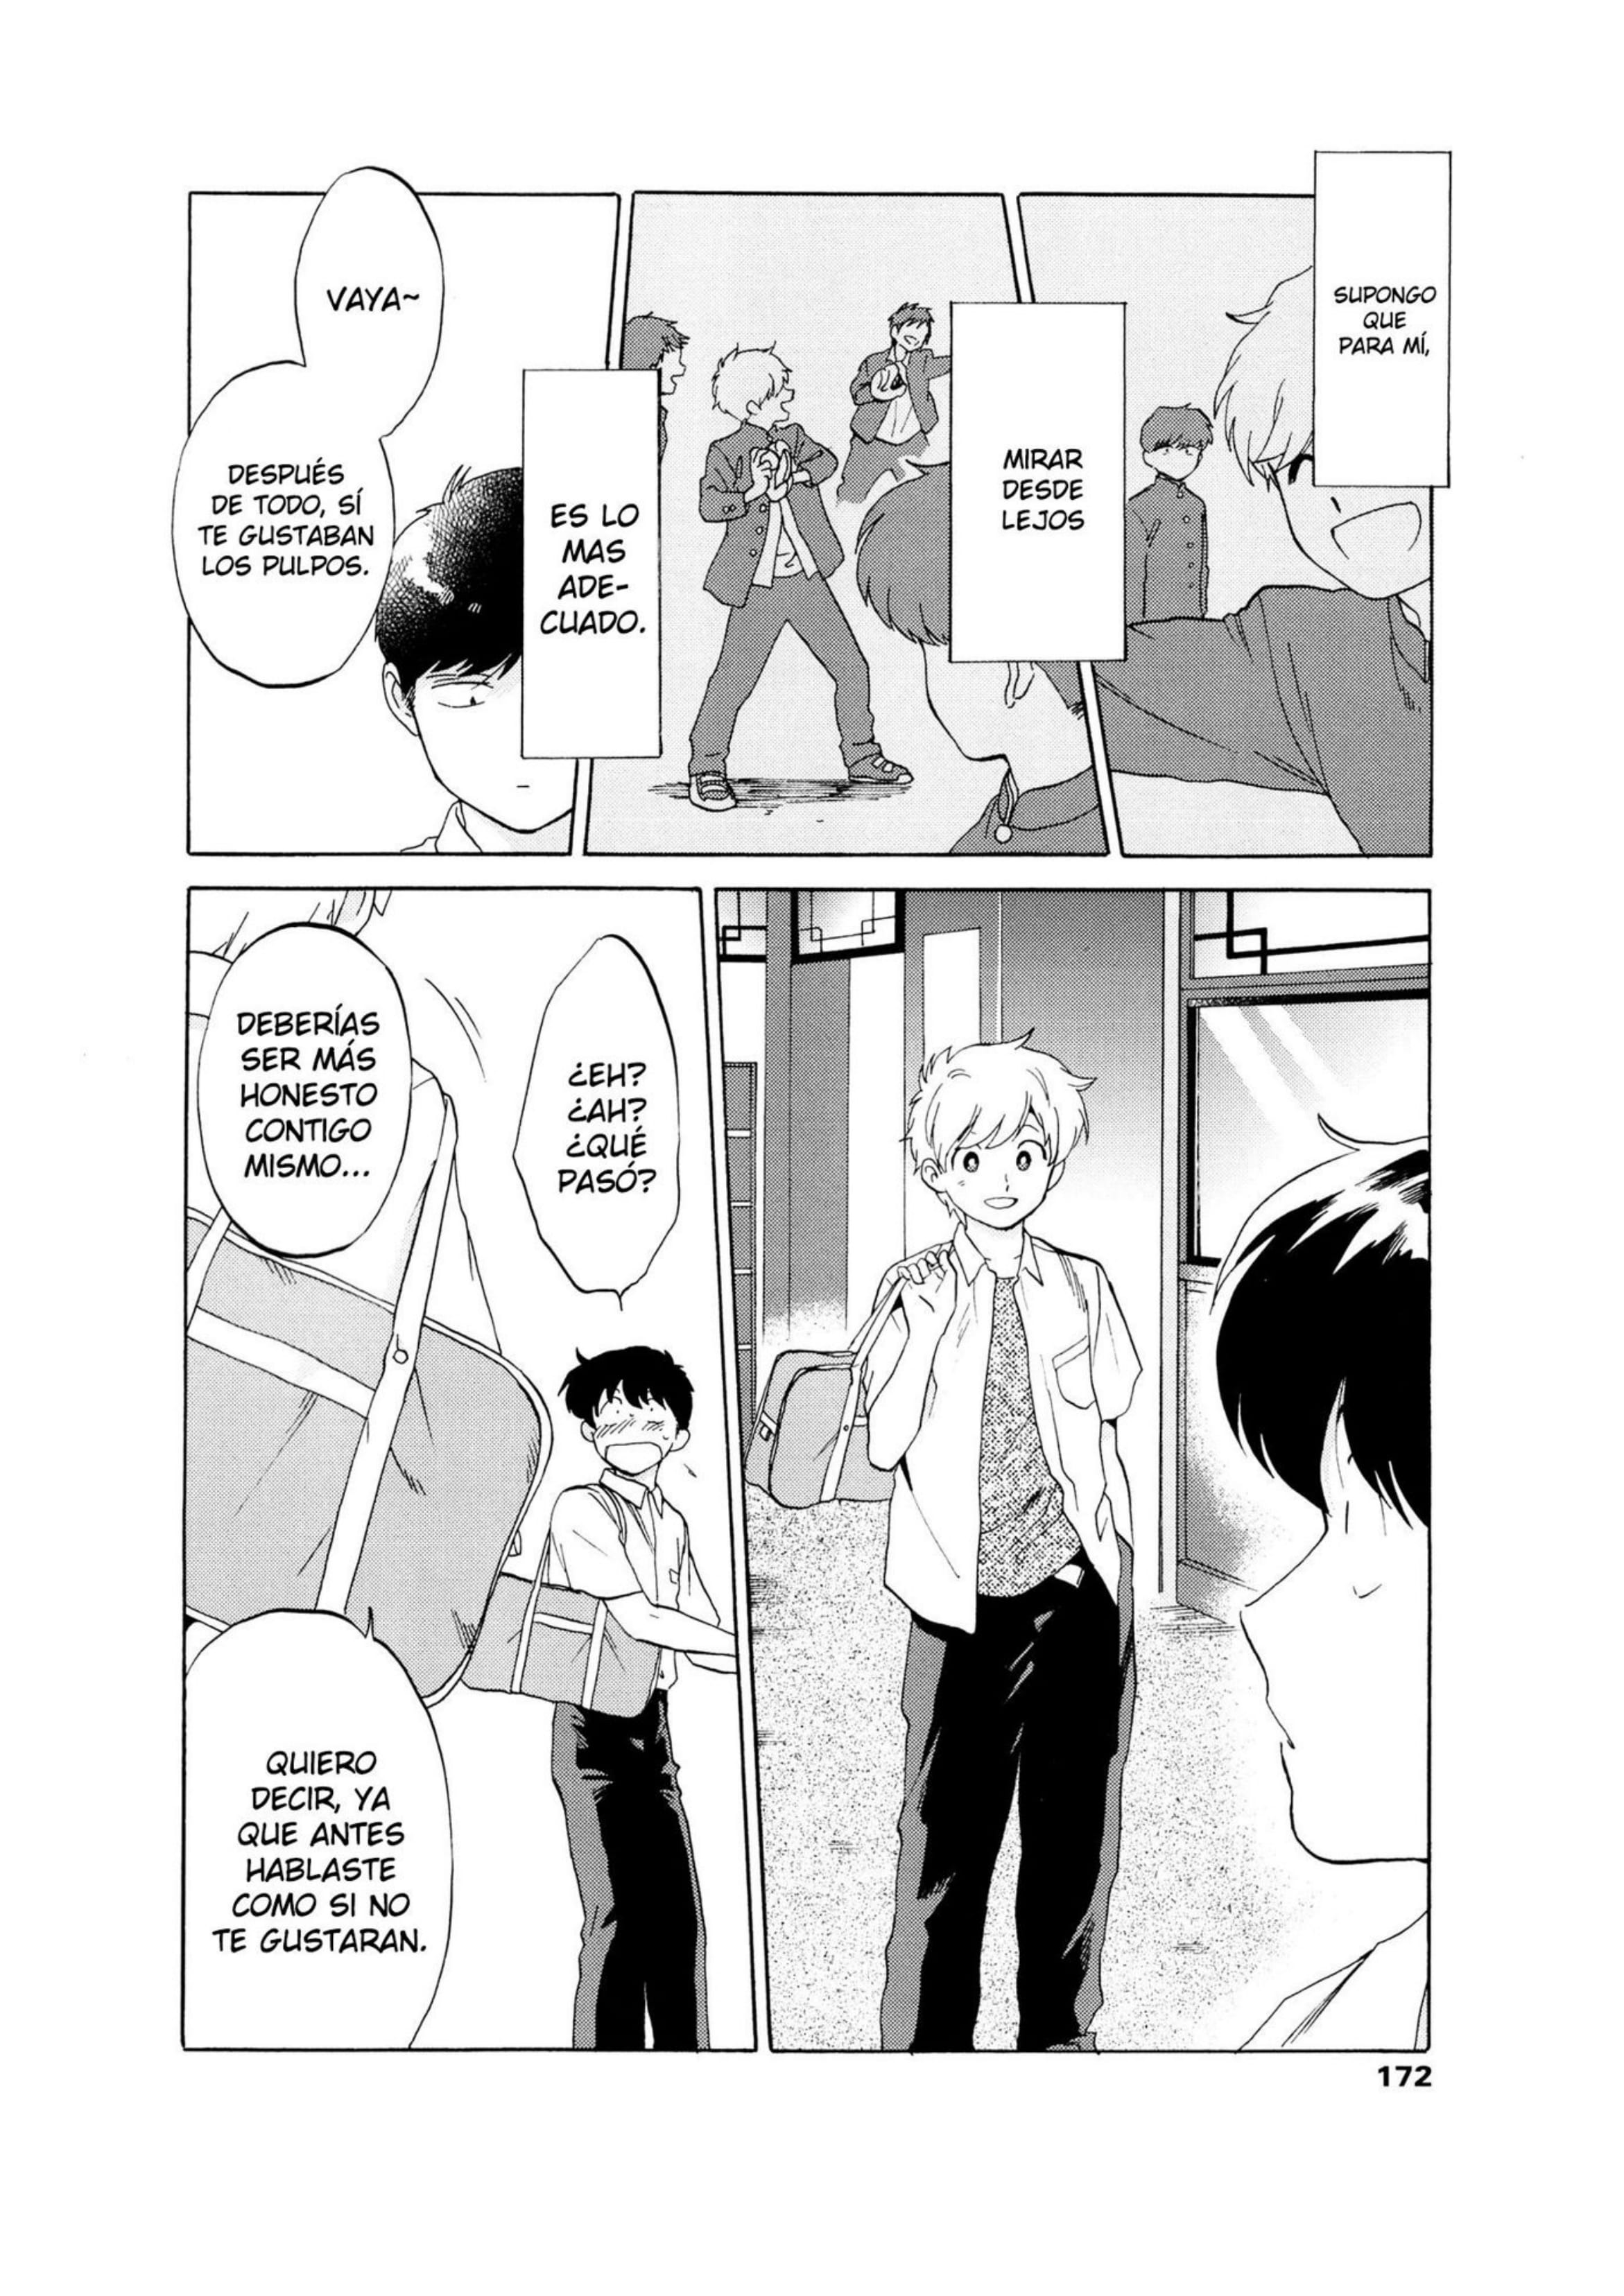 SUPONGO
QUE
PARA MÍ,
MIRAR
DESDE
LEJOS
ES LO
MAS
ADE-
CUADO.
VAYA~
DESPUÉS
DE TODO, SÍ
TE GUSTABAN
LOS PULPOS.
¿EH?
¿AH?
¿QUÉ
PASÓ?
DEBERÍAS
SER MÁS
HONESTO
CONTIGO
MISMO...
QUIERO
DECIR, YA
QUE ANTES
HABLASTE
COMO SI NO
TE GUSTARAN.
172